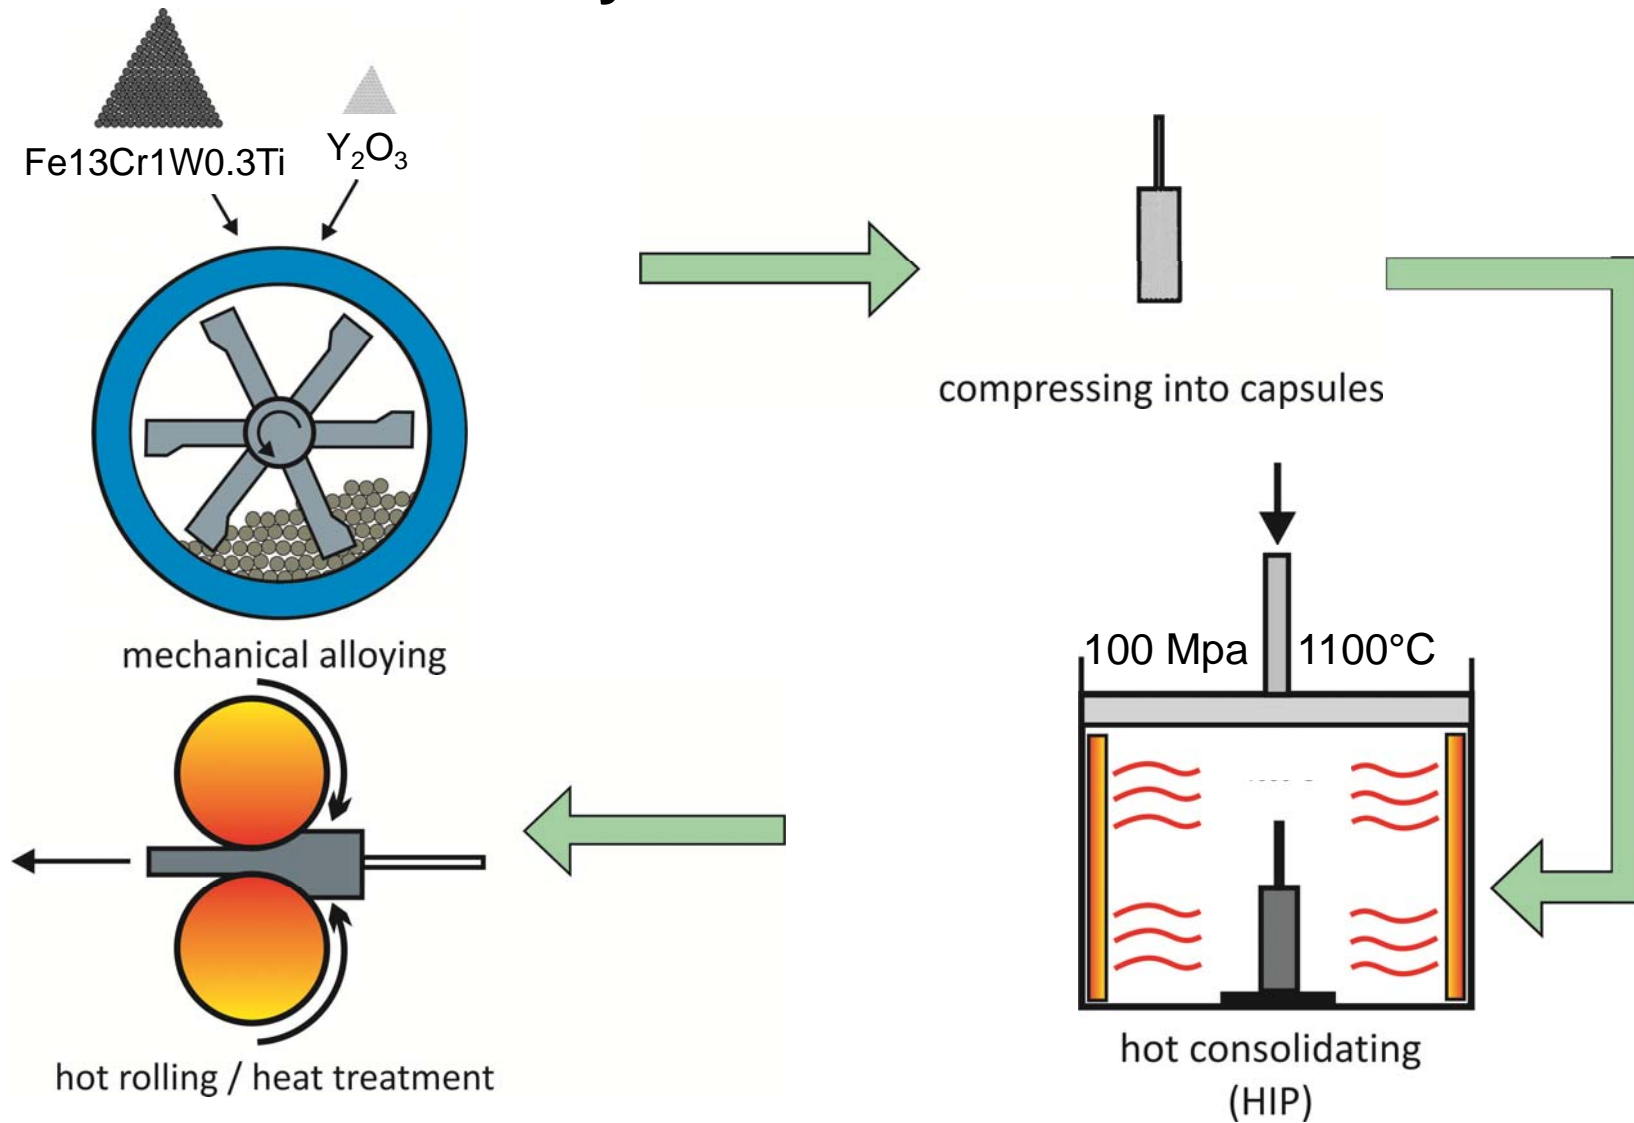 Fe13Cr1W0.3Ti
Y₂O₃
mechanical alloying
compressing into capsules
100 Mpa
1100°C
hot consolidating
(HIP)
hot rolling / heat treatment